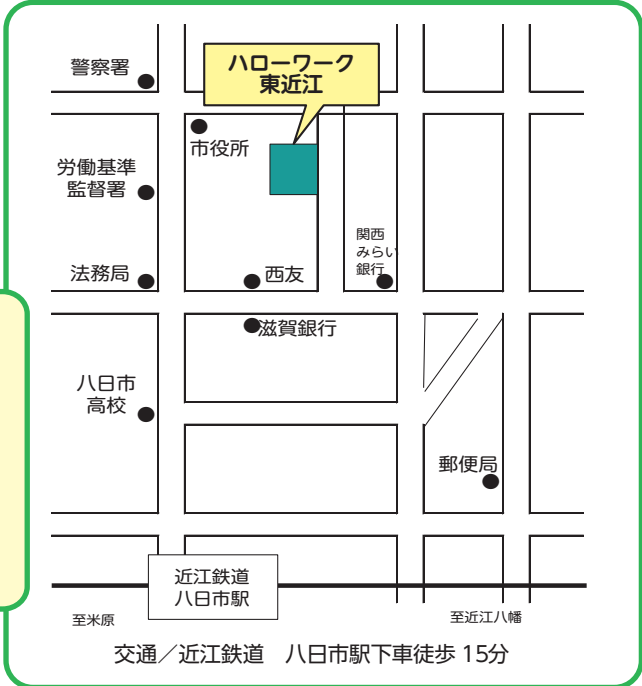 警察署
ハローワーク
東近江
市役所
労働基準
監督署
関西
みらい
銀行
法務局
西友
滋賀銀行
八日市
高校
郵便局
近江鉄道
八日市駅
至米原
至近江八幡
交通／近江鉄道　八日市駅下車徒歩 15分